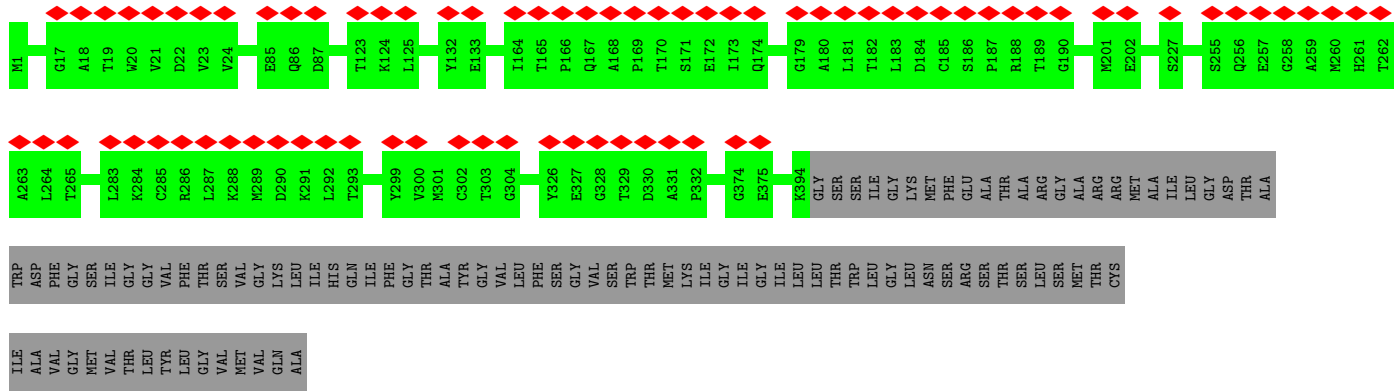 M1 G17 A18 T19 W20 V21 D22 V23 V24 E85 Q86 D87 T123 K124 L125 Y132 E133 I164 T165 P166 Q167 A168 P169 T170 S171 E172 I173 Q174 G179 A180 L181 T182 L183 D184 C185 S186 P187 R188 T189 G190 M201 E202 S227 S255 Q256 E257 G258 A259 M260 H261 T262
A263 L264 T265 L283 K284 C285 R286 L287 K288 M289 D290 K291 L292 T293 Y299 V300 M301 C302 T303 G304 Y326 E327 G328 T329 D330 A331 P332 G374 E375 K394 GLY SER SER ILE GLY LYS MET PHE GLU ALA THR ALA ARG GLY ALA ARG ARG MET ALA ILE LEU GLY ASP THR ALA
TRP ASP PHE GLY SER ILE GLY GLY VAL PHE THR SER VAL GLY LYS LEU ILE HIS GLN ILE PHE GLY THR ALA TYR GLY VAL LEU PHE SER GLY VAL SER TRP THR MET LYS ILE GLY ILE GLY ILE LEU LEU THR TRP LEU GLY LEU ASN SER ARG SER THR SER LEU SER MET THR CYS
ILE ALA VAL GLY MET VAL THR LEU TYR LEU GLY VAL MET VAL GLN ALA